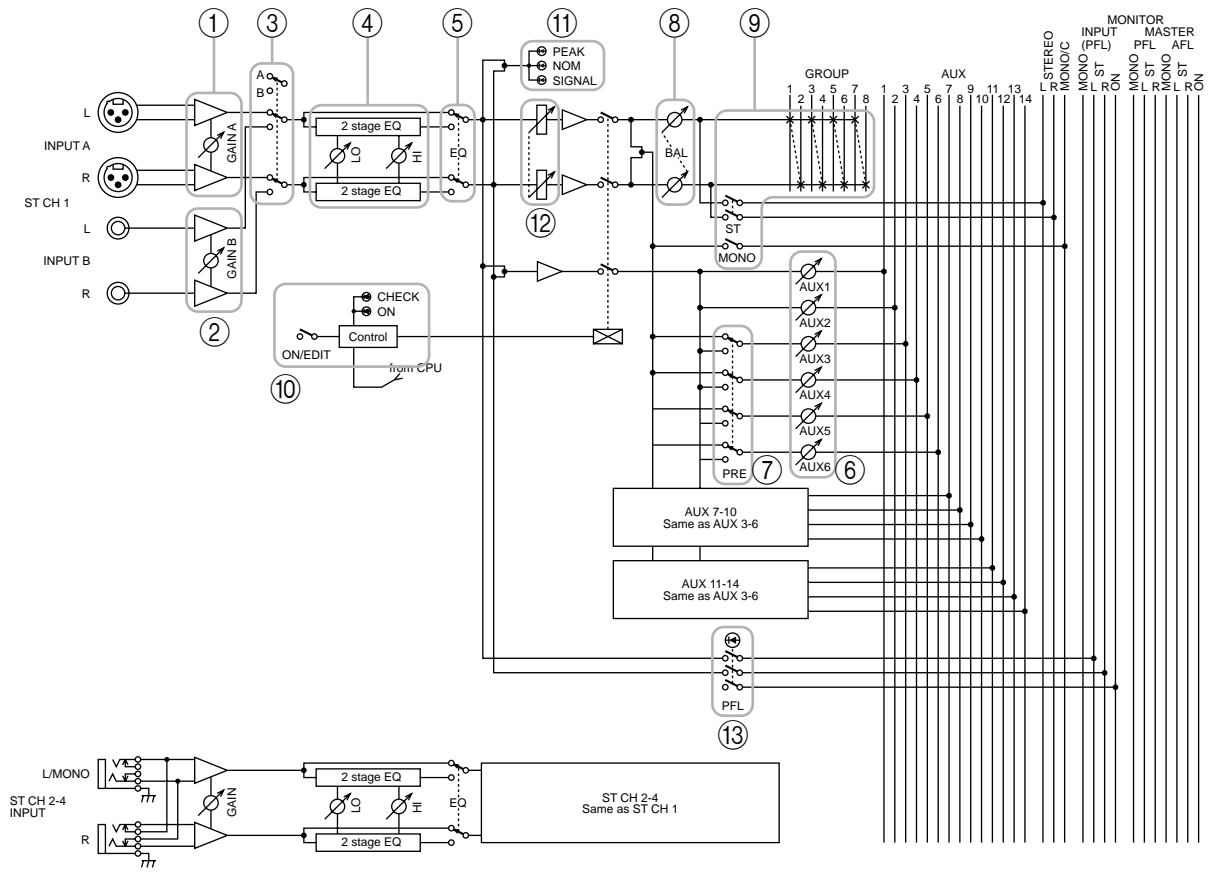 1
3
4
5
11
8
9
PEAK
NOM
SIGNAL
A
B
GROUP
1 2 3 4 5 6 7 8
AUX
1 2 3 4 5 6 7 8 9 10 11 12 13 14
L
R
STEREO
MONO/C
MONITOR
INPUT
(PFL)
MASTER
PFL
AFL
MONO
L
R
ST
ON
MONO
L
R
ST
MONO
L
R
ST
ON
L
INPUT A
R
ST CH 1
L
INPUT B
R
GAIN A
GAIN B
2 stage EQ
LO
HI
2 stage EQ
EQ
BAL
12
ST
MONO
2
10
CHECK
ON
ON/EDIT
Control
from CPU
AUX1
AUX2
AUX3
AUX4
AUX5
AUX6
PRE
7
6
AUX 7-10
Same as AUX 3-6
AUX 11-14
Same as AUX 3-6
PFL
13
L/MONO
ST CH 2-4
INPUT
R
GAIN
2 stage EQ
LO
HI
2 stage EQ
EQ
ST CH 2-4
Same as ST CH 1